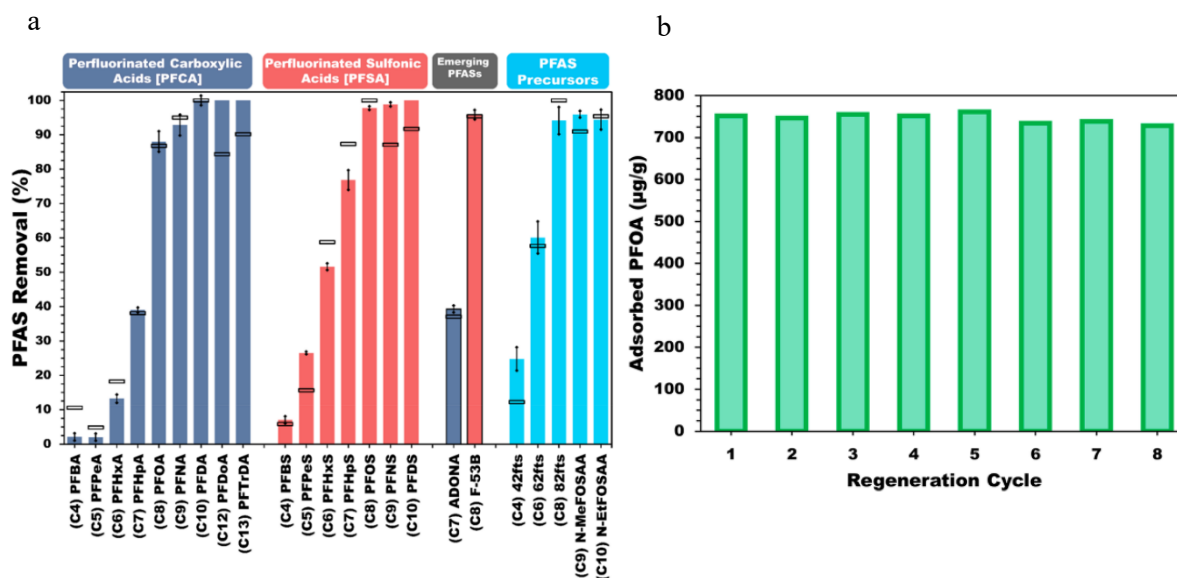 a
Perfluorinated Carboxylic
Acids [PFCA]
Perfluorinated Sulfonic
Acids [PFSA]
Emerging
PFASs
PFAS
Precursors
PFAS Removal (%)
100
90
80
70
60
50
40
30
20
10
0
(C4) PFBA
(C5) PFPeA
(C6) PFHxA
(C7) PFHpA
(C8) PFOA
(C9) PFNA
(C10) PFDA
(C12) PFDoA
(C13) PFTrDA
(C4) PFBS
(C5) PFPeS
(C6) PFHxS
(C7) PFHpS
(C8) PFOS
(C9) PFNS
(C10) PFDS
(C7) ADONA
(C8) F-53B
(C4) 42fts
(C6) 62fts
(C8) 82fts
(C9) N-MeFOSAA
(C10) N-EtFOSAA
b
Adsorbed PFOA (µg/g)
800
700
600
500
400
300
200
100
0
1 2 3 4 5 6 7 8
Regeneration Cycle